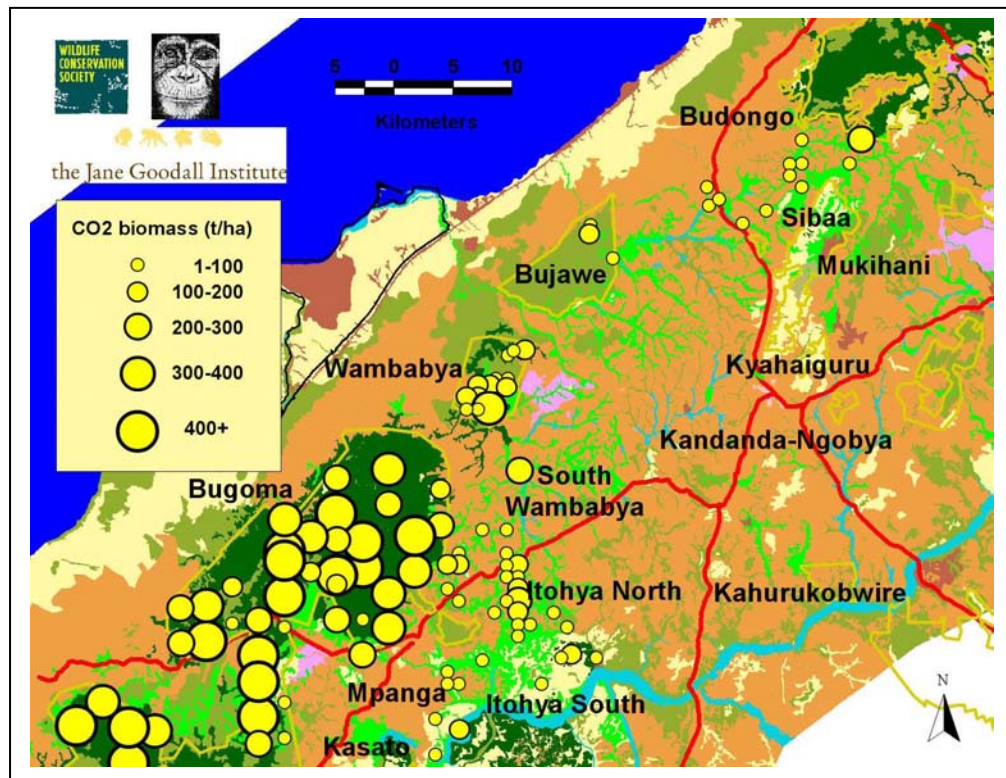 WILDLIFE
CONSERVATION
SOCIETY
the Jane Goodall Institute
5 0 5 10
Kilometers
CO2 biomass (t/ha)
1-100
100-200
200-300
300-400
400+
Budongo
Sibaa
Bujawe
Mukihani
Wambabya
Kyahaiguru
Kandanda-Ngobya
South
Wambabya
Bugoma
Itohya North
Kahurukobwire
Mpanga
Itohya South
Kasato
N